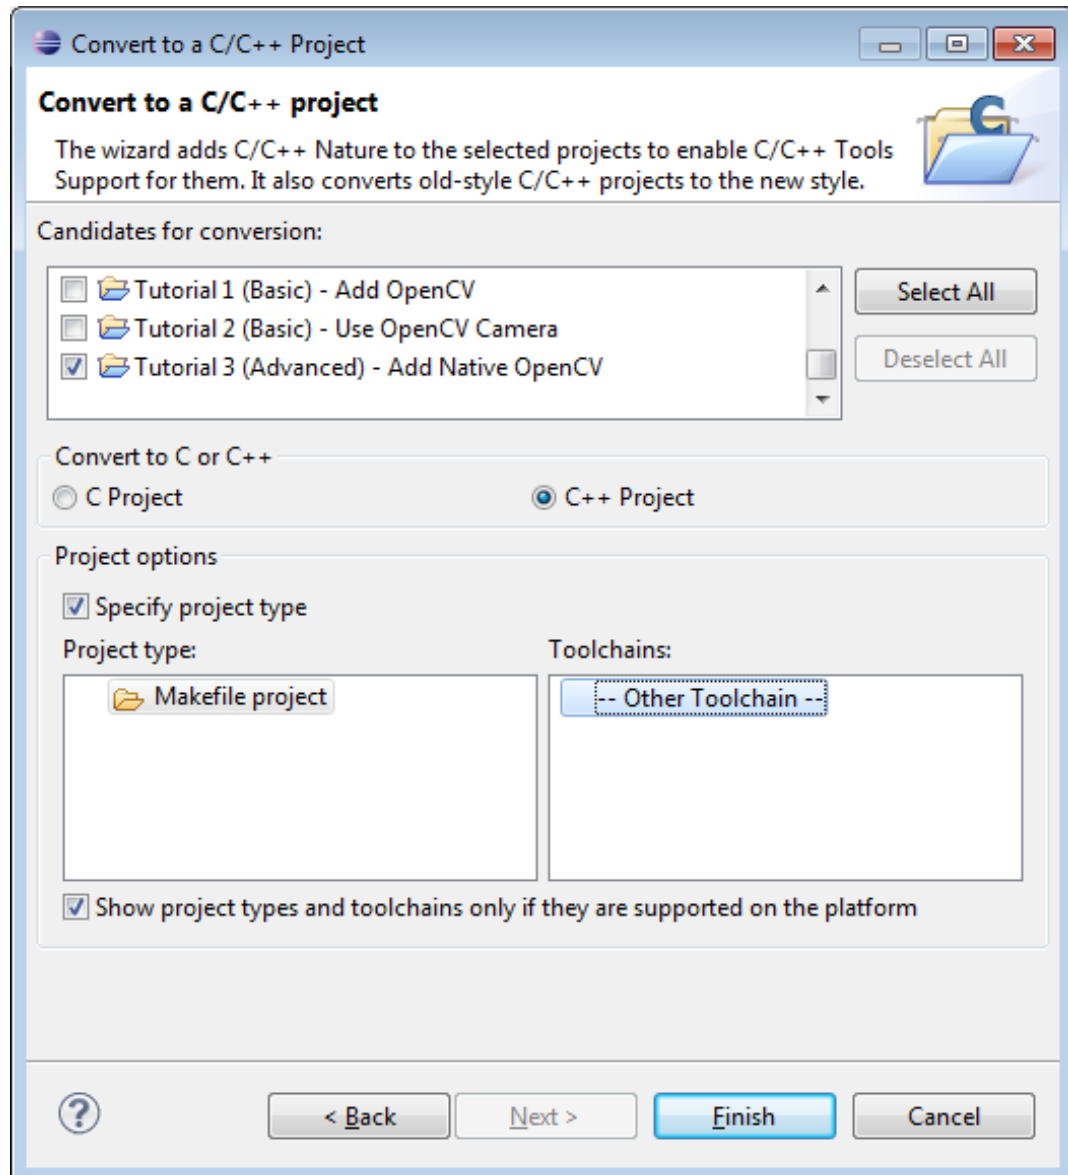 Convert to a C/C++ Project
Convert to a C/C++ project
The wizard adds C/C++ Nature to the selected projects to enable C/C++ Tools
Support for them. It also converts old-style C/C++ projects to the new style.
Candidates for conversion:
Tutorial 1 (Basic) - Add OpenCV
Tutorial 2 (Basic) - Use OpenCV Camera
Tutorial 3 (Advanced) - Add Native OpenCV
Select All
Deselect All
Convert to C or C++
C Project
C++ Project
Project options
Specify project type
Project type:
Toolchains:
Makefile project
-- Other Toolchain --
Show project types and toolchains only if they are supported on the platform
< Back
Next >
Finish
Cancel